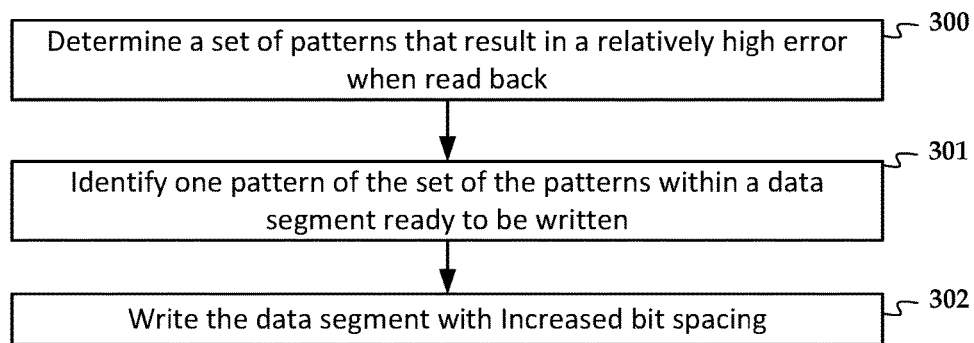 300
Determine a set of patterns that result in a relatively high error
when read back
301
Identify one pattern of the set of the patterns within a data
segment ready to be written
302
Write the data segment with Increased bit spacing